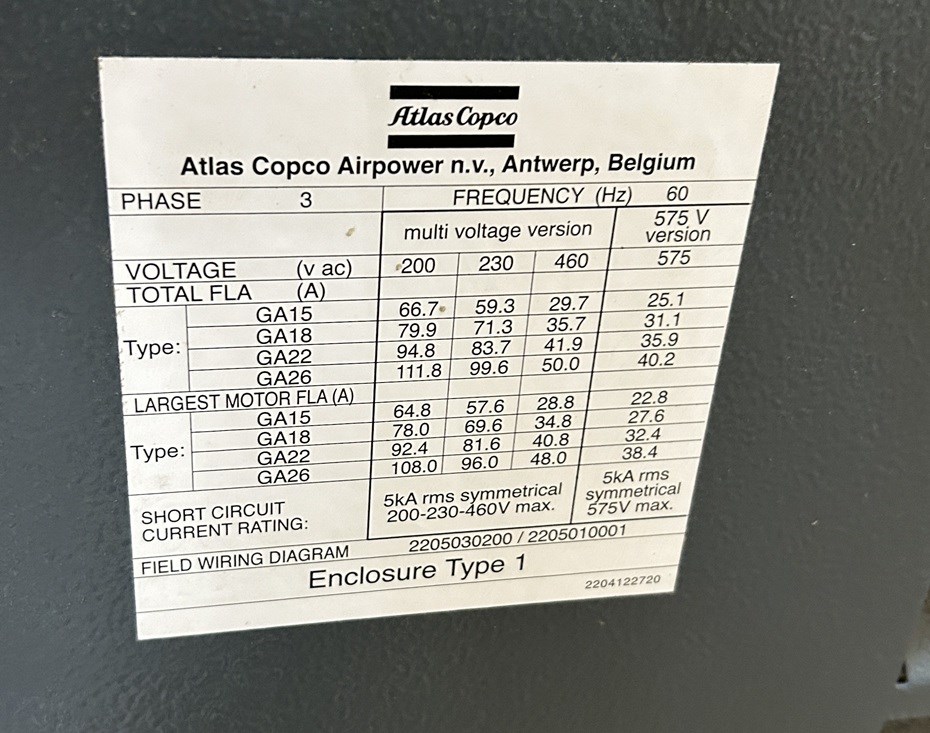 Atlas Copco
Atlas Copco Airpower n.v., Antwerp, Belgium
PHASE 3 FREQUENCY (Hz) 60
multi voltage version 575 V
version
VOLTAGE (v ac) 200 230 460 575
TOTAL FLA (A)
Type:
GA15 66.7 59.3 29.7 25.1
GA18 79.9 71.3 35.7 31.1
GA22 94.8 83.7 41.9 35.9
GA26 111.8 99.6 50.0 40.2
LARGEST MOTOR FLA (A)
Type:
GA15 64.8 57.6 28.8 22.8
GA18 78.0 69.6 34.8 27.6
GA22 92.4 81.6 40.8 32.4
GA26 108.0 96.0 48.0 38.4
SHORT CIRCUIT
CURRENT RATING:
5kA rms symmetrical
200-230-460V max.
5kA rms
symmetrical
575V max.
FIELD WIRING DIAGRAM 2205030200 / 2205010001
Enclosure Type 1
2204122720